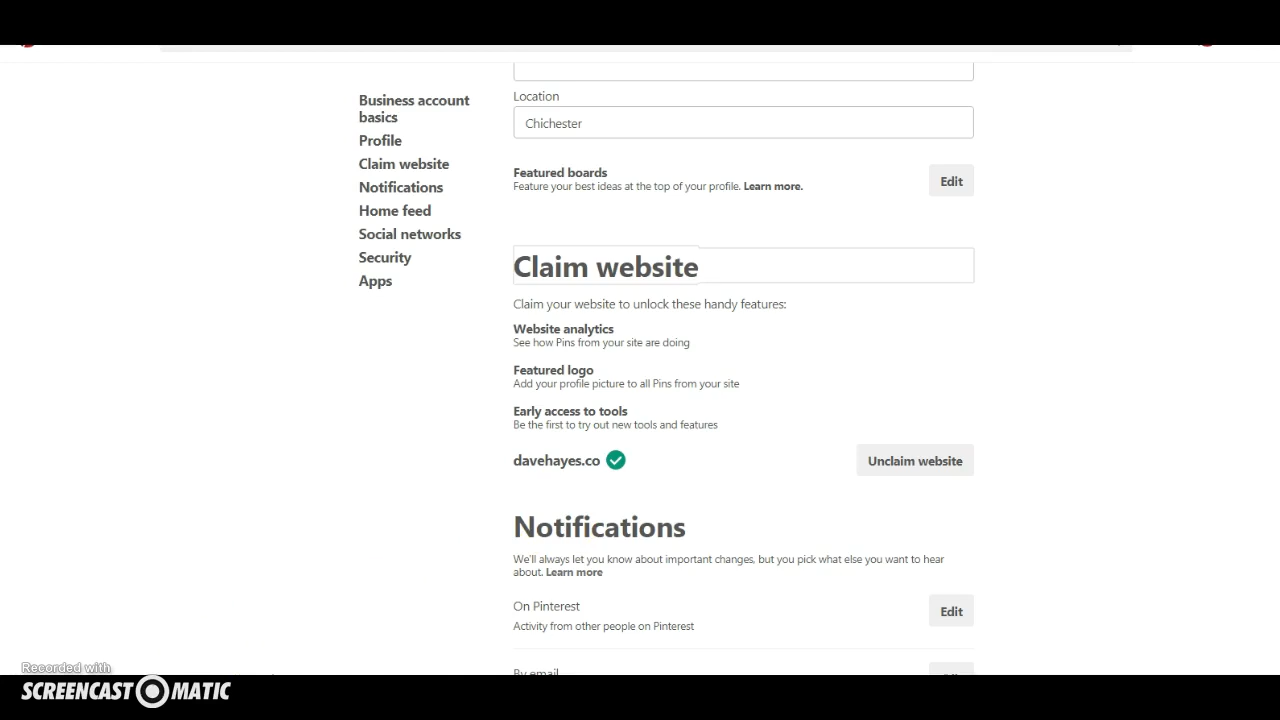 Location
Chichester
Business account
basics
Profile
Claim website
Notifications
Home feed
Social networks
Security
Apps
Featured boards
Feature your best ideas at the top of your profile. Learn more.
Edit
Claim website
Claim your website to unlock these handy features:
Website analytics
See how Pins from your site are doing
Featured logo
Add your profile picture to all Pins from your site
Early access to tools
Be the first to try out new tools and features
davehayes.co
Unclaim website
Notifications
We'll always let you know about important changes, but you pick what else you want to hear
about. Learn more
On Pinterest
Activity from other people on Pinterest
Edit
By email
Recorded with
SCREENCAST MATIC